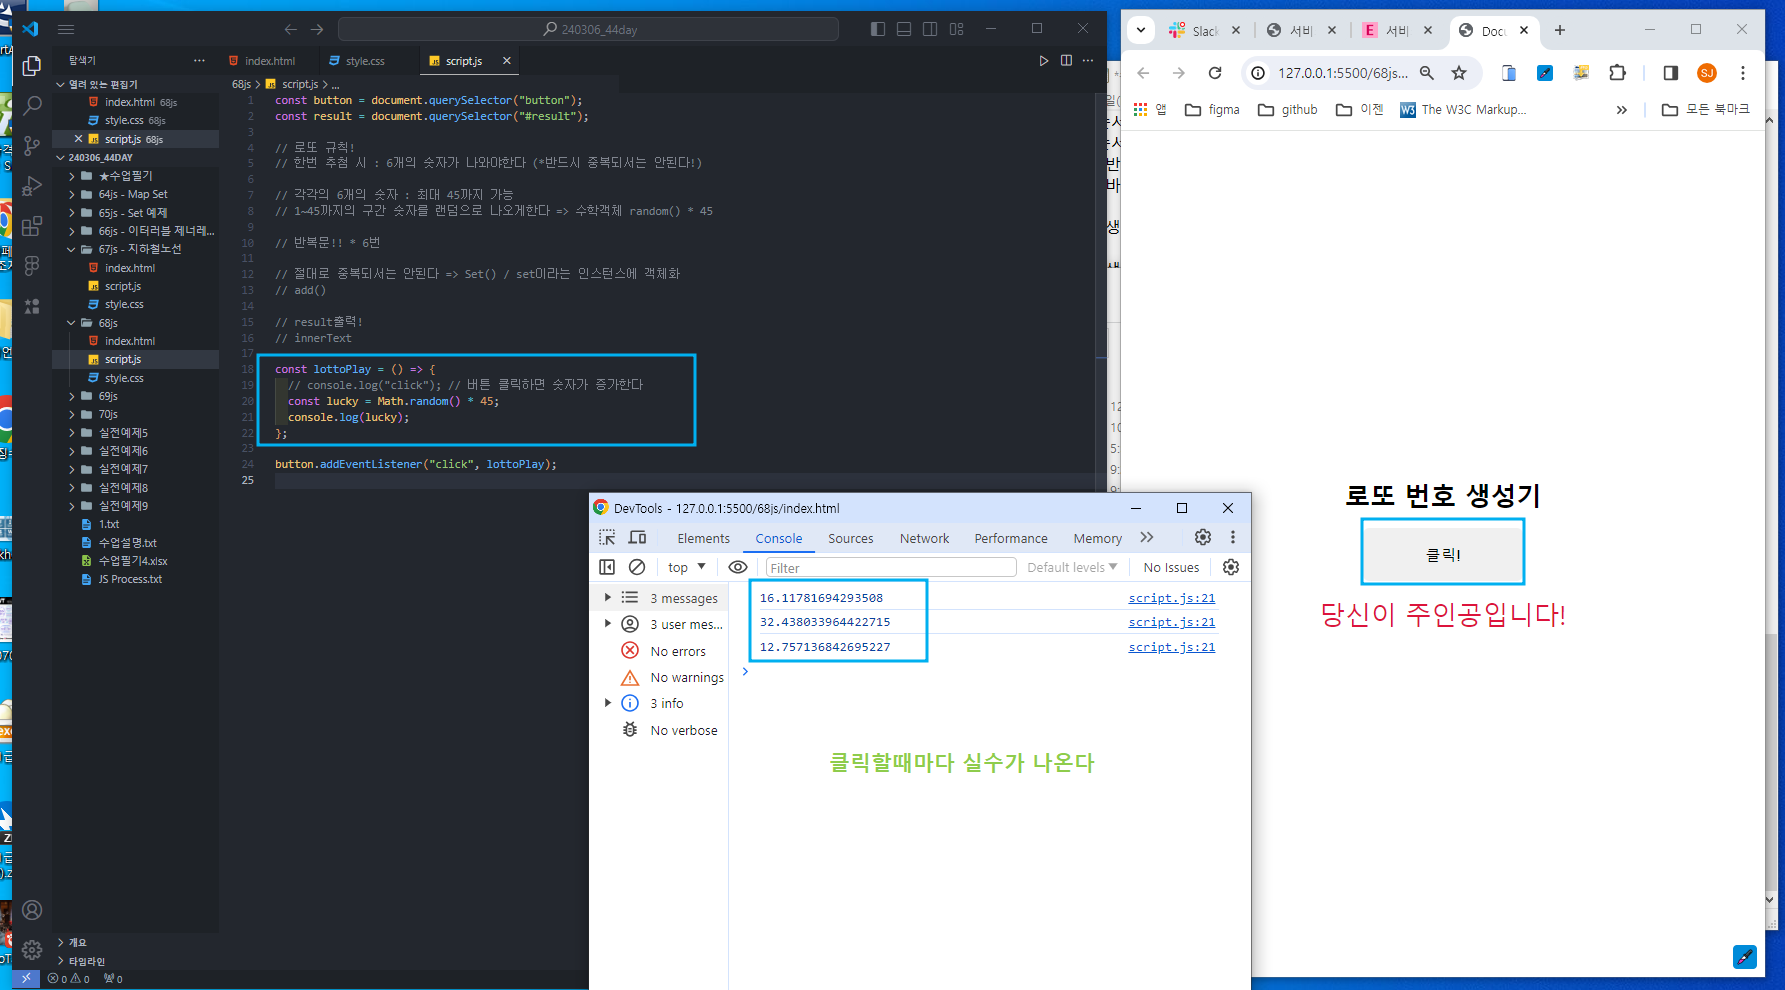 240306_44day
탐색기
열려 있는 편집기
index.html 68js
style.css 68js
script.js 68js
240306_44DAY
★수업필기
64js - Map Set
65js - Set 예제
66js - 이터러블 제너레...
67js - 지하철노선
index.html
script.js
style.css
68js
index.html
script.js
style.css
69js
70js
실전예제5
실전예제6
실전예제7
실전예제8
실전예제9
1.txt
수업설명.txt
수업필기4.xlsx
JS Process.txt
개요
타임라인
0 0 0
index.html
style.css
script.js
68js > script.js > ...
1 const button = document.querySelector("button");
2 const result = document.querySelector("#result");
3
4 // 로또 규칙!
5 // 한번 추첨 시 : 6개의 숫자가 나와야한다 (*반드시 중복되서는 안된다!)
6
7 // 각각의 6개의 숫자 : 최대 45까지 가능
8 // 1~45까지의 구간 숫자를 랜덤으로 나오게한다 => 수학객체 random() * 45
9
10 // 반복문!! * 6번
11
12 // 절대로 중복되서는 안된다 => Set() / set이라는 인스턴스에 객체화
13 // add()
14
15 // result출력!
16 // innerText
17
18 const lottoPlay = () => {
19 // console.log("click"); // 버튼 클릭하면 숫자가 증가한다
20 const lucky = Math.random() * 45;
21 console.log(lucky);
22 };
23
24 button.addEventListener("click", lottoPlay);
25
DevTools - 127.0.0.1:5500/68js/index.html
Elements Console Sources Network Performance Memory
top Filter Default levels No Issues
3 messages
3 user mes...
No errors
No warnings
3 info
No verbose
16.11781694293508 script.js:21
32.438033964422715 script.js:21
12.757136842695227 script.js:21
클릭할때마다 실수가 나온다
Slack
서비
E 서비
Docu
127.0.0.1:5500/68js...
SJ
앱
figma
github
이젠
W3 The W3C Markup...
모든 북마크
로또 번호 생성기
클릭!
당신이 주인공입니다!